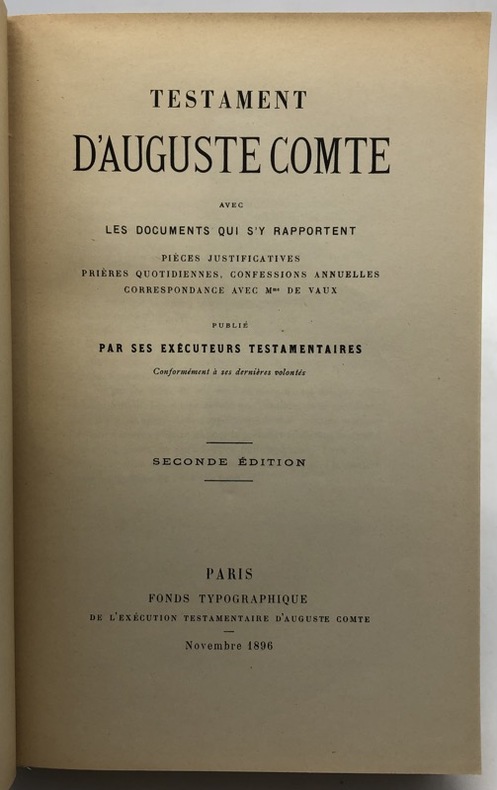 TESTAMENT
D'AUGUSTE COMTE
AVEC
LES DOCUMENTS QUI S'Y RAPPORTENT
PIÈCES JUSTIFICATIVES
PRIÈRES QUOTIDIENNES, CONFESSIONS ANNUELLES
CORRESPONDANCE AVEC Mme DE VAUX
PUBLIÉ
PAR SES EXÉCUTEURS TESTAMENTAIRES
Conformément à ses dernières volontés
SECONDE ÉDITION
PARIS
FONDS TYPOGRAPHIQUE
DE L'EXÉCUTION TESTAMENTAIRE D'AUGUSTE COMTE
Novembre 1896